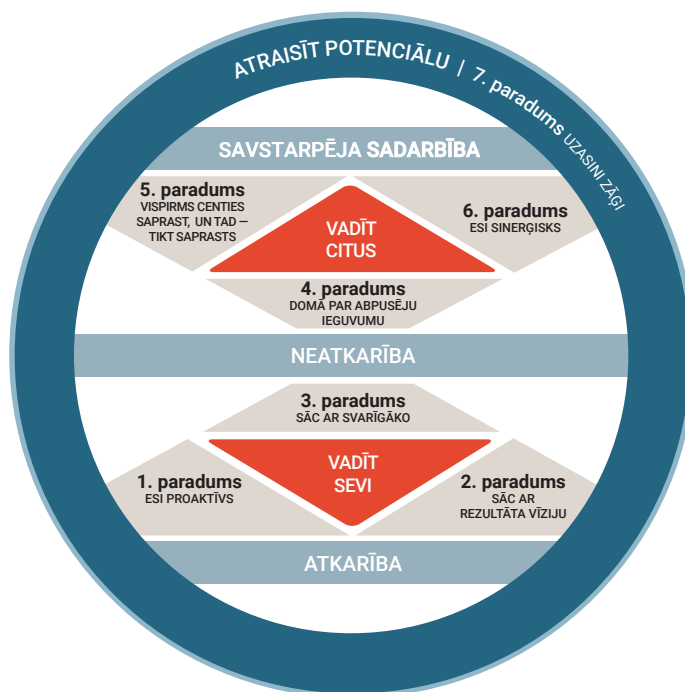 ATRAISĪT POTENCIĀLU | 7. paradums UZASINI ZĀĢI
SAVSTARPĒJA SADARBĪBA
5. paradums
VISPIRMS CENTIES
SAPRAST, UN TAD —
TIKT SAPRASTS
VADĪT
CITUS
6. paradums
ESI SINERĢISKS
4. paradums
DOMĀ PAR ABPUSĒJU
IEGUVUMU
NEATKARĪBA
3. paradums
SĀC AR SVARĪGĀKO
1. paradums
ESI PROAKTĪVS
VADĪT
SEVI
2. paradums
SĀC AR
REZULTĀTA VĪZIJU
ATKARĪBA